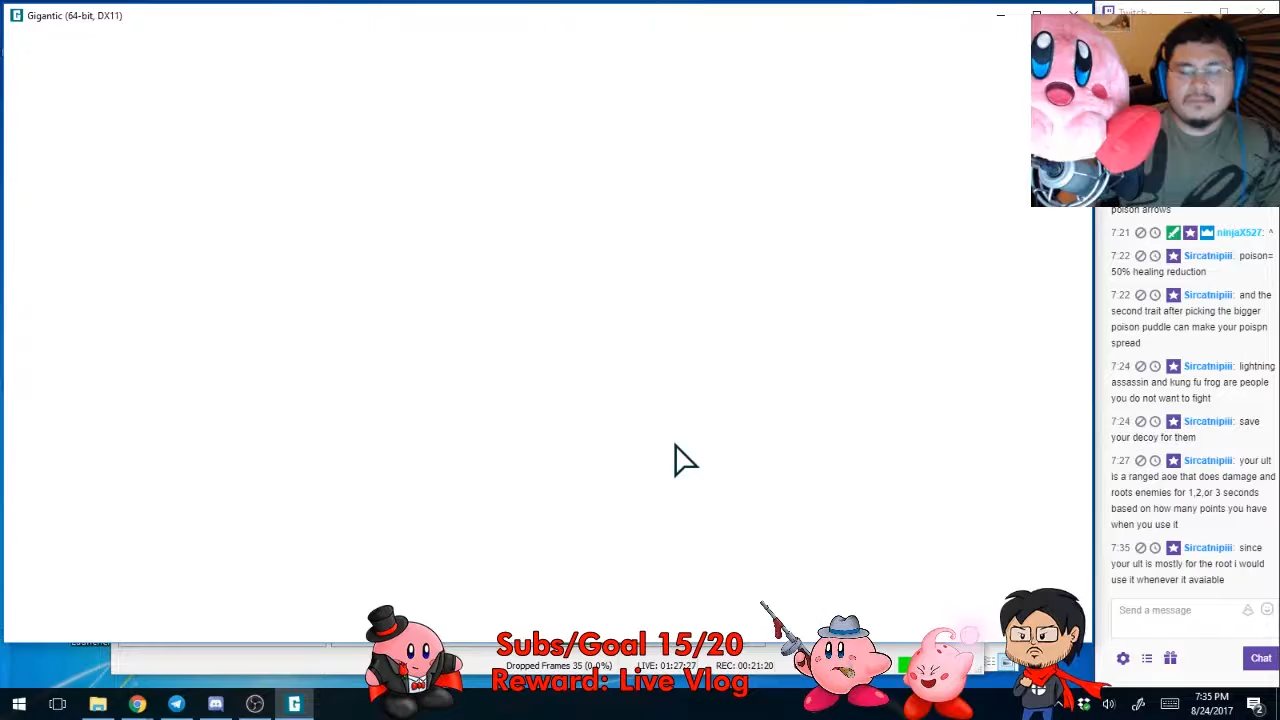 Gigantic (64-bit, DX11)
Twitch
poison arrows
7:21 ninjaX527: ^
7:22 Sircatnipiii: poison=
50% healing reduction
7:22 Sircatnipiii: and the
second trait after picking the bigger
poison puddle can make your poispn
spread
7:24 Sircatnipiii: lightning
assassin and kung fu frog are people
you do not want to fight
7:24 Sircatnipiii: save
your decoy for them
7:27 Sircatnipiii: your ult
is a ranged aoe that does damage and
roots enemies for 1,2,or 3 seconds
based on how many points you have
when you use it
7:35 Sircatnipiii: since
your ult is mostly for the root i would
use it whenever it avaiable
Send a message
Chat
Subs/Goal 15/20
Dropped Frames 35 (0.0%) LIVE: 01:27:27 REC: 00:21:20
Reward: Live Vlog
7:35 PM
8/24/2017
2